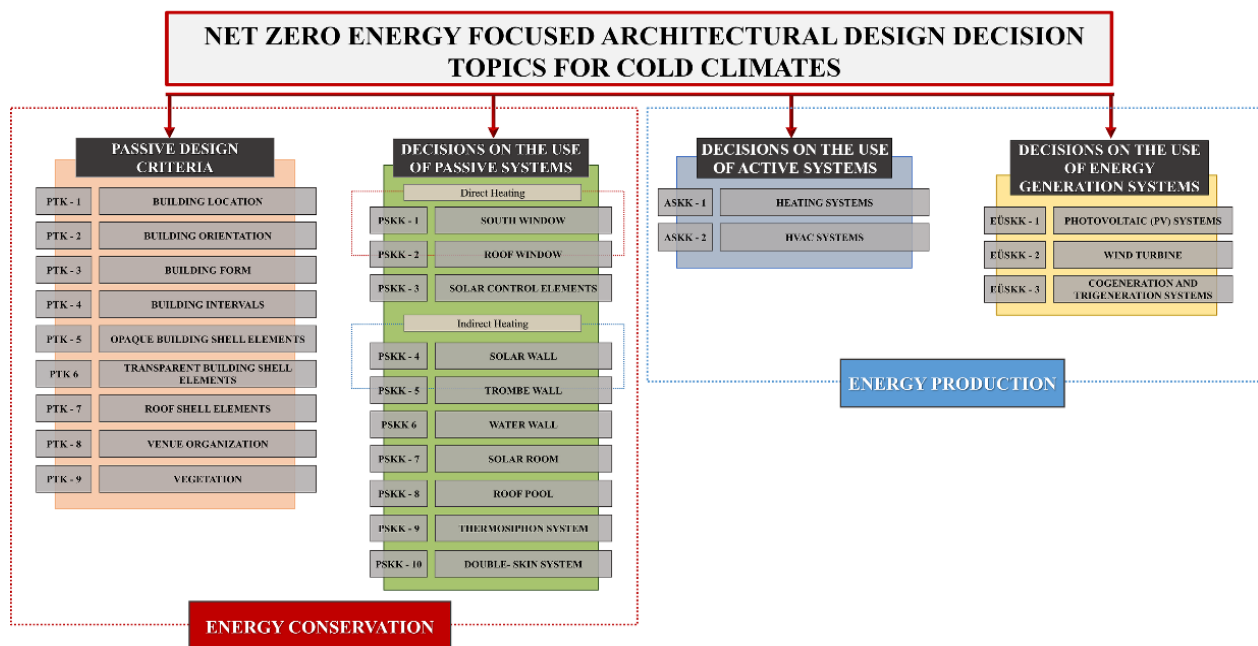 NET ZERO ENERGY FOCUSED ARCHITECTURAL DESIGN DECISION
TOPICS FOR COLD CLIMATES
PASSIVE DESIGN
CRITERIA
PTK - 1 BUILDING LOCATION
PTK - 2 BUILDING ORIENTATION
PTK - 3 BUILDING FORM
PTK - 4 BUILDING INTERVALS
PTK - 5 OPAQUE BUILDING SHELL ELEMENTS
PTK 6 TRANSPARENT BUILDING SHELL
ELEMENTS
PTK - 7 ROOF SHELL ELEMENTS
PTK - 8 VENUE ORGANIZATION
PTK - 9 VEGETATION
DECISIONS ON THE USE
OF PASSIVE SYSTEMS
Direct Heating
PSKK - 1 SOUTH WINDOW
PSKK - 2 ROOF WINDOW
PSKK - 3 SOLAR CONTROL ELEMENTS
Indirect Heating
PSKK - 4 SOLAR WALL
PSKK - 5 TROMBE WALL
PSKK 6 WATER WALL
PSKK - 7 SOLAR ROOM
PSKK - 8 ROOF POOL
PSKK - 9 THERMOSIPHON SYSTEM
PSKK - 10 DOUBLE- SKIN SYSTEM
ENERGY CONSERVATION
DECISIONS ON THE USE
OF ACTIVE SYSTEMS
ASKK - 1 HEATING SYSTEMS
ASKK - 2 HVAC SYSTEMS
DECISIONS ON THE USE
OF ENERGY
GENERATION SYSTEMS
EÜSKK - 1 PHOTOVOLTAIC (PV) SYSTEMS
EÜSKK - 2 WIND TURBINE
EÜSKK - 3 COGENERATION AND
TRIGENERATION SYSTEMS
ENERGY PRODUCTION